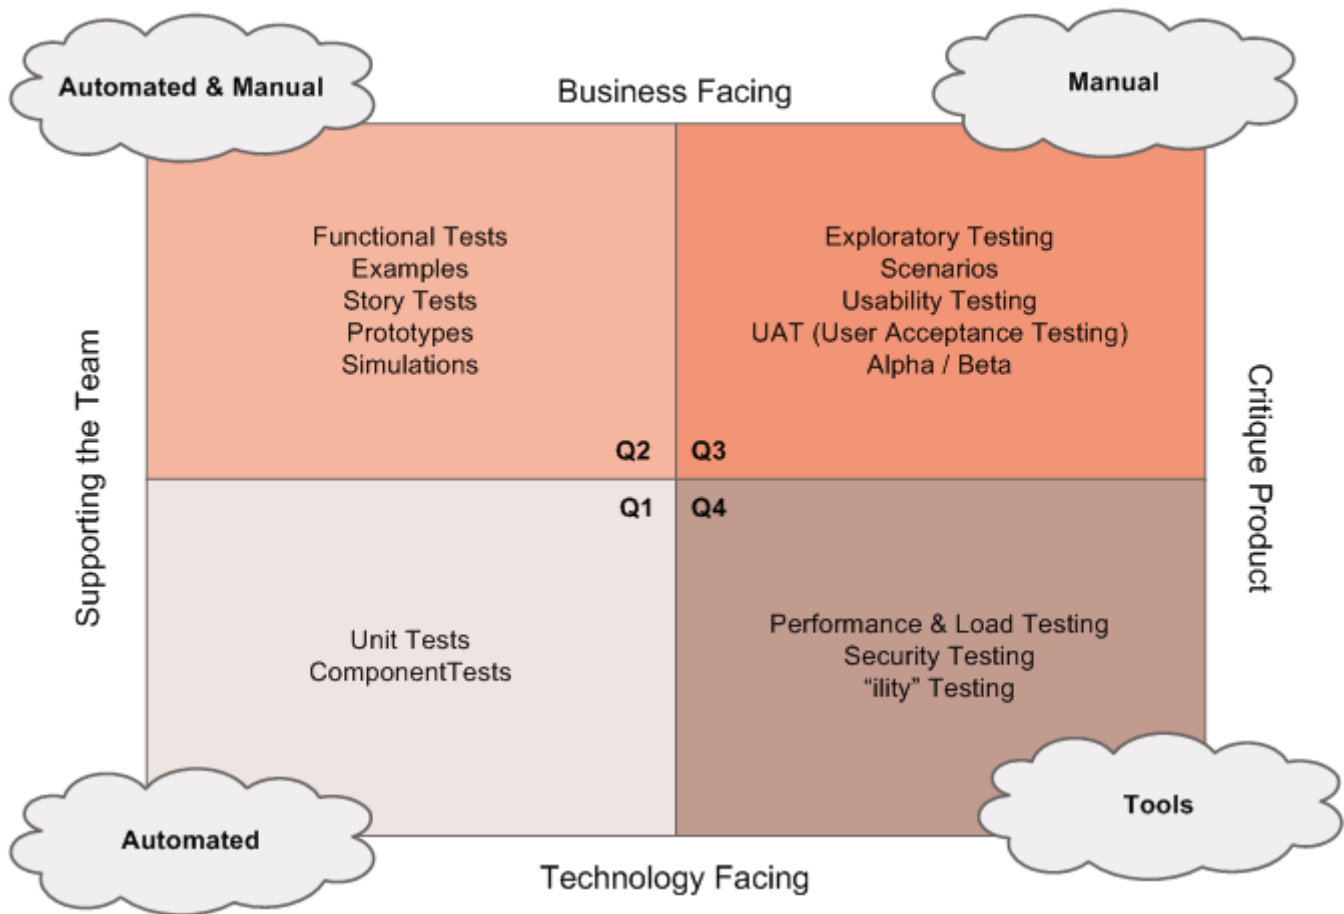 Automated & Manual
Business Facing
Manual
Functional Tests
Examples
Story Tests
Prototypes
Simulations
Q2
Exploratory Testing
Scenarios
Usability Testing
UAT (User Acceptance Testing)
Alpha / Beta
Q3
Supporting the Team
Critique Product
Q1
Unit Tests
ComponentTests
Q4
Performance & Load Testing
Security Testing
“ility” Testing
Automated
Technology Facing
Tools